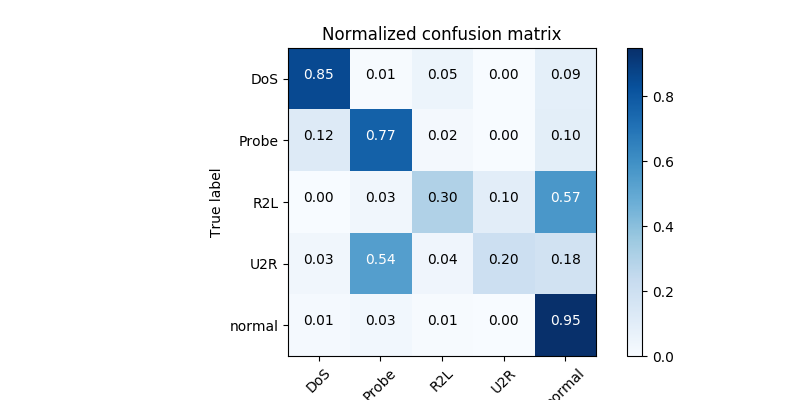 Normalized confusion matrix
True label
DoS 0.85 0.01 0.05 0.00 0.09
Probe 0.12 0.77 0.02 0.00 0.10
R2L 0.00 0.03 0.30 0.10 0.57
U2R 0.03 0.54 0.04 0.20 0.18
normal 0.01 0.03 0.01 0.00 0.95
DoS Probe R2L U2R ormal
0.8
0.6
0.4
0.2
0.0